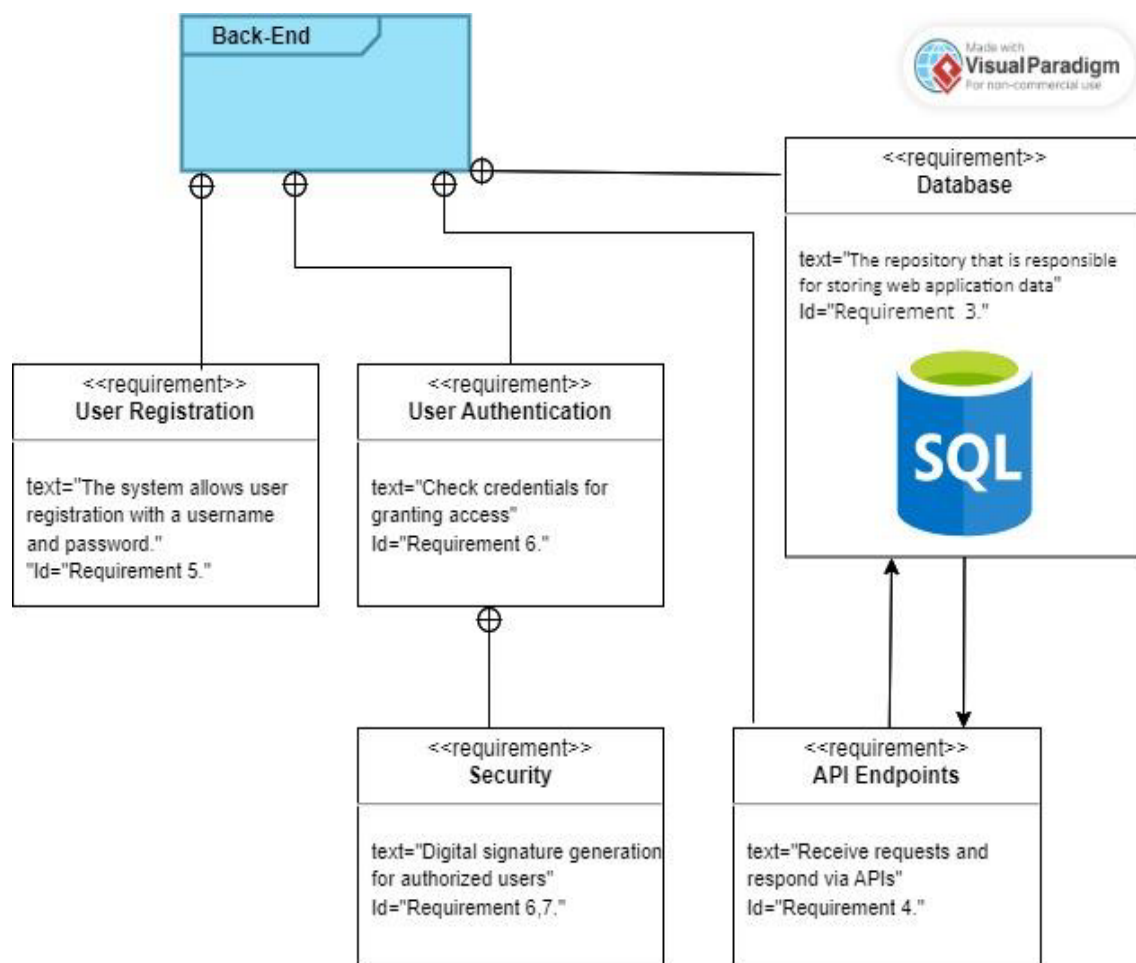 Back-End
Made with
Visual Paradigm
For non-commercial use
<<requirement>>
Database
text="The repository that is responsible
for storing web application data"
Id="Requirement 3."
SQL
<<requirement>>
User Registration
text="The system allows user
registration with a username
and password."
"Id="Requirement 5."
<<requirement>>
User Authentication
text="Check credentials for
granting access"
Id="Requirement 6."
<<requirement>>
Security
text="Digital signature generation
for authorized users"
Id="Requirement 6,7."
<<requirement>>
API Endpoints
text="Receive requests and
respond via APIs"
Id="Requirement 4."